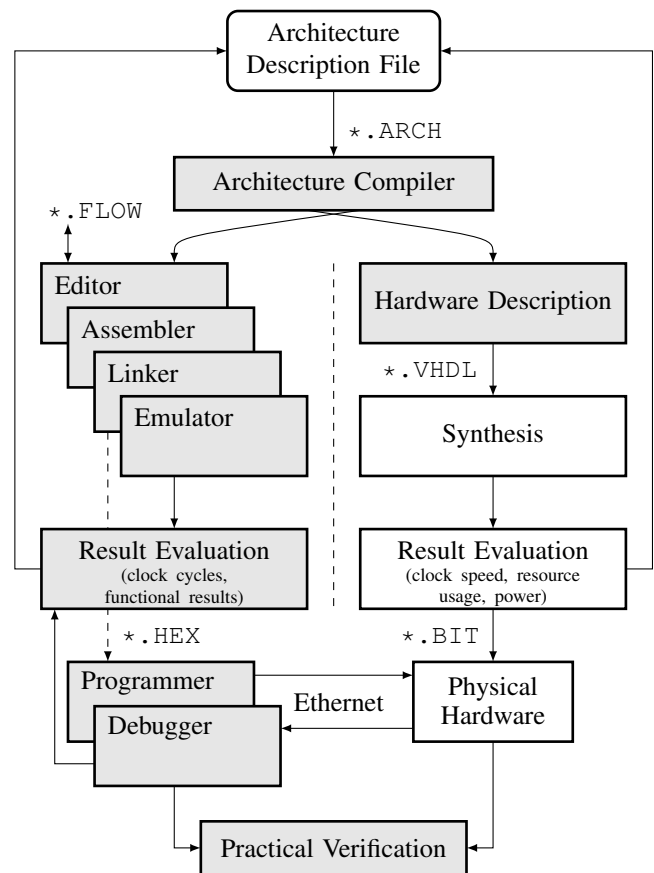 Architecture
Description File
*.ARCH
Architecture Compiler
*.FLOW
Editor
Assembler
Linker
Emulator
Hardware Description
*.VHDL
Synthesis
Result Evaluation
(clock cycles,
functional results)
Result Evaluation
(clock speed, resource
usage, power)
*.HEX
*.BIT
Programmer
Debugger
Ethernet
Physical
Hardware
Practical Verification